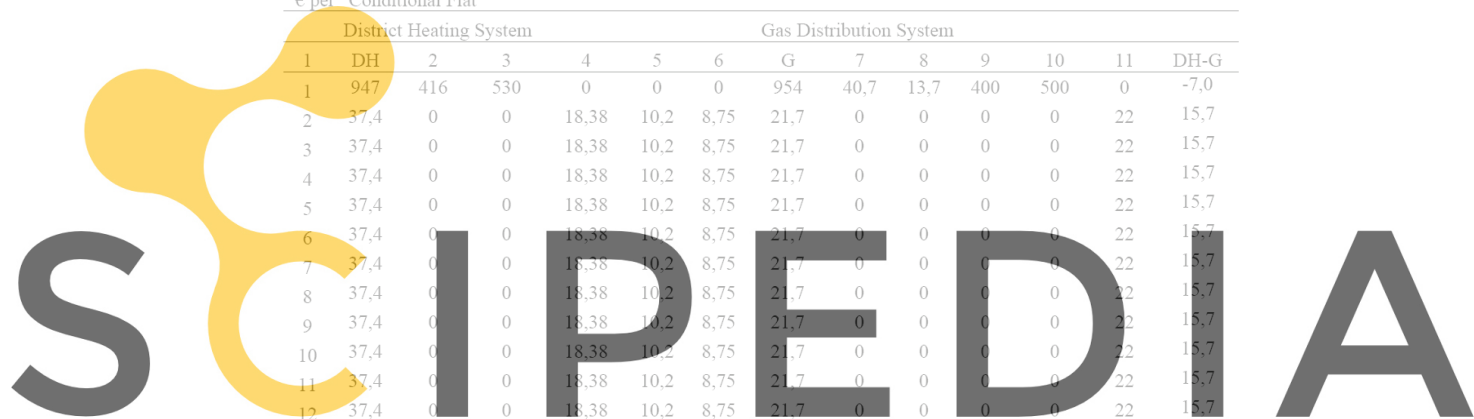 € per Conditional Flat
District Heating System Gas Distribution System
1 DH 2 3 4 5 6 G 7 8 9 10 11 DH-G
1 947 416 530 0 0 0 954 40,7 13,7 400 500 0 -7,0
2 37,4 0 0 18,38 10,2 8,75 21,7 0 0 0 0 22 15,7
3 37,4 0 0 18,38 10,2 8,75 21,7 0 0 0 0 22 15,7
4 37,4 0 0 18,38 10,2 8,75 21,7 0 0 0 0 22 15,7
5 37,4 0 0 18,38 10,2 8,75 21,7 0 0 0 0 22 15,7
6 37,4 0 0 18,38 10,2 8,75 21,7 0 0 0 0 22 15,7
7 37,4 0 0 18,38 10,2 8,75 21,7 0 0 0 0 22 15,7
8 37,4 0 0 18,38 10,2 8,75 21,7 0 0 0 0 22 15,7
9 37,4 0 0 18,38 10,2 8,75 21,7 0 0 0 0 22 15,7
10 37,4 0 0 18,38 10,2 8,75 21,7 0 0 0 0 22 15,7
11 37,4 0 0 18,38 10,2 8,75 21,7 0 0 0 0 22 15,7
12 37,4 0 0 18,38 10,2 8,75 21,7 0 0 0 0 22 15,7
SCIPEDIA